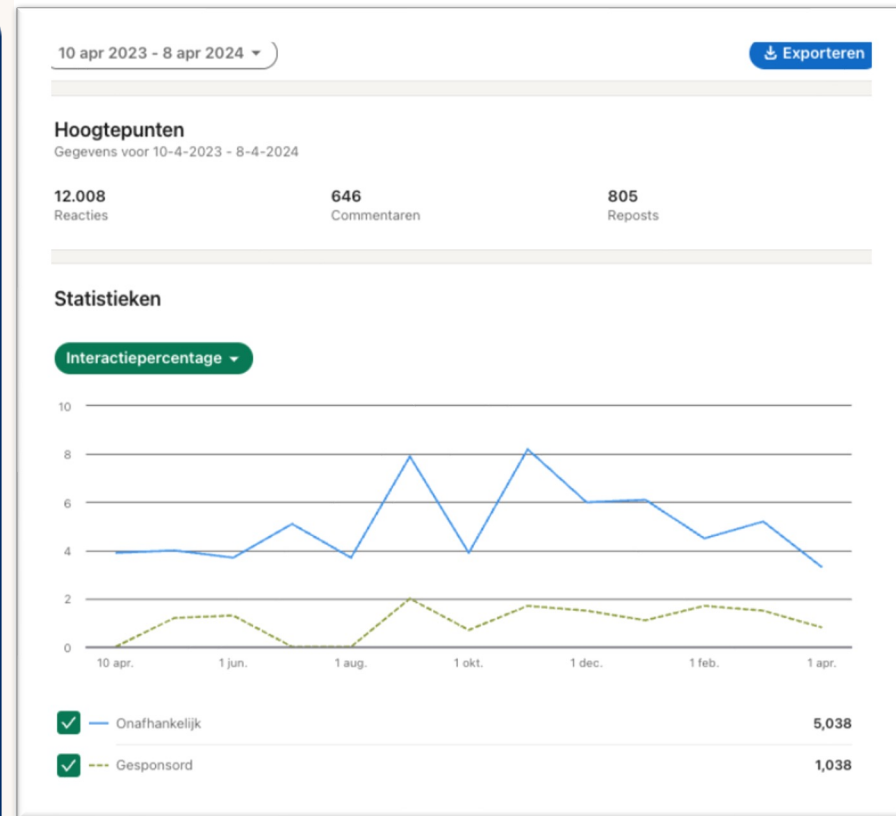 10 apr 2023 - 8 apr 2024
Exporteren
Hoogtepunten
Gegevens voor 10-4-2023 - 8-4-2024
12.008 646 805
Reacties Commentaren Reposts
Statistieken
Interactiepercentage
10
8
6
4
2
0
10 apr. 1 jun. 1 aug. 1 okt. 1 dec. 1 feb. 1 apr.
Onafhankelijk 5,038
Gesponsord 1,038